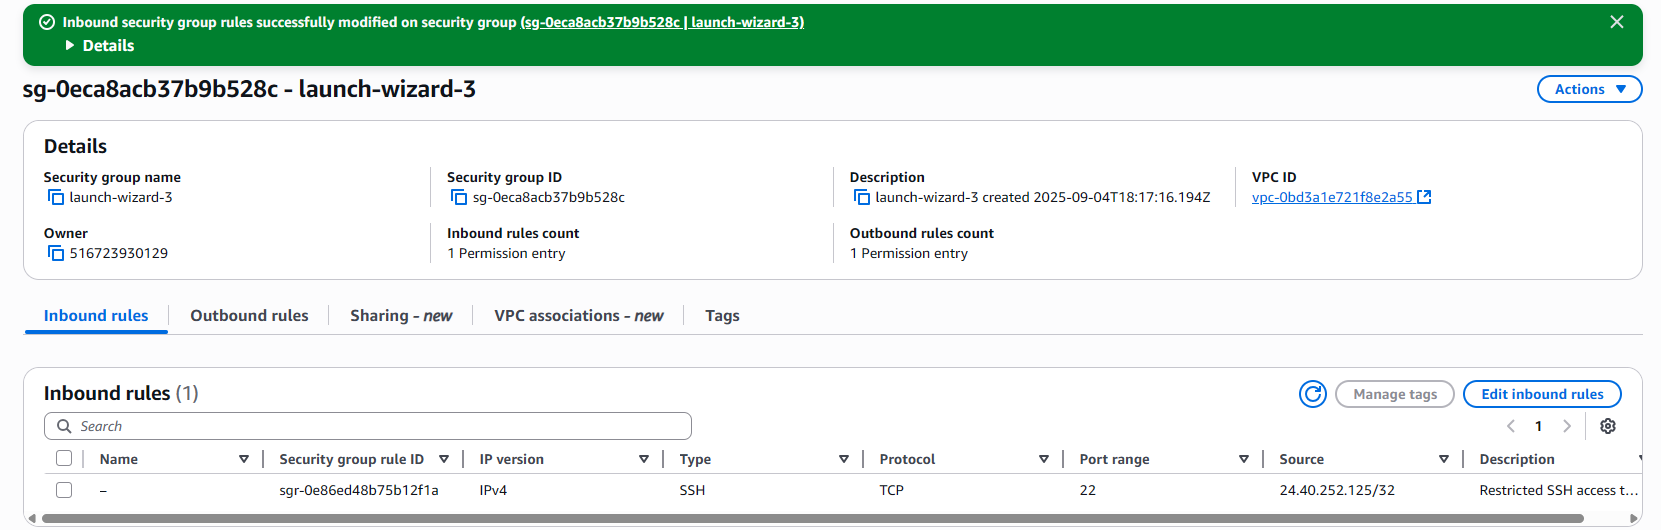 Inbound security group rules successfully modified on security group (sg-0eca8acb37b9b528c | launch-wizard-3)
Details
sg-0eca8acb37b9b528c - launch-wizard-3
Actions
Details
Security group name
launch-wizard-3
Security group ID
sg-0eca8acb37b9b528c
Description
launch-wizard-3 created 2025-09-04T18:17:16.194Z
VPC ID
vpc-0bd3a1e721f8e2a55
Owner
516723930129
Inbound rules count
1 Permission entry
Outbound rules count
1 Permission entry
Inbound rules Outbound rules Sharing - new VPC associations - new Tags
Inbound rules (1)
Manage tags Edit inbound rules
Search
1
Name Security group rule ID IP version Type Protocol Port range Source Description
– sgr-0e86ed48b75b12f1a IPv4 SSH TCP 22 24.40.252.125/32 Restricted SSH access t...